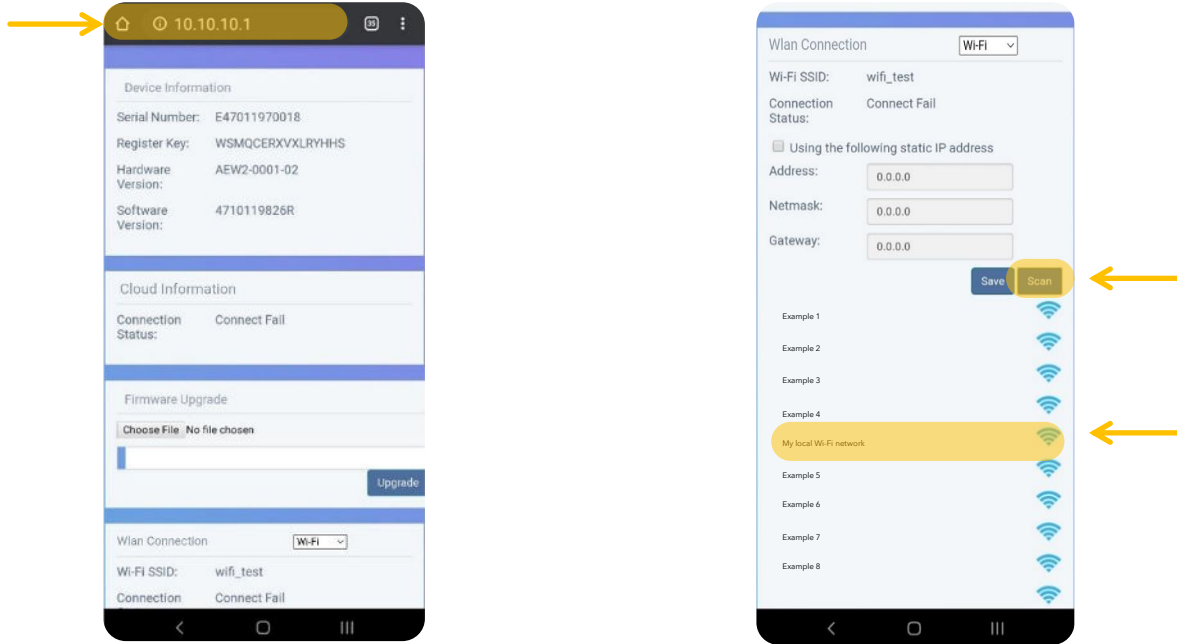 10.10.10.1
35
Device Information
Serial Number: E47011970018
Register Key: WSMQCERXVXLRYHHS
Hardware Version: AEW2-0001-02
Software Version: 4710119826R
Cloud Information
Connection Status: Connect Fail
Firmware Upgrade
Choose File No file chosen
Upgrade
Wlan Connection Wi-Fi
Wi-Fi SSID: wifi_test
Connection Connect Fail
Wlan Connection Wi-Fi
Wi-Fi SSID: wifi_test
Connection Status: Connect Fail
Using the following static IP address
Address: 0.0.0.0
Netmask: 0.0.0.0
Gateway: 0.0.0.0
Save Scan
Example 1
Example 2
Example 3
Example 4
My local Wi-Fi network
Example 5
Example 6
Example 7
Example 8